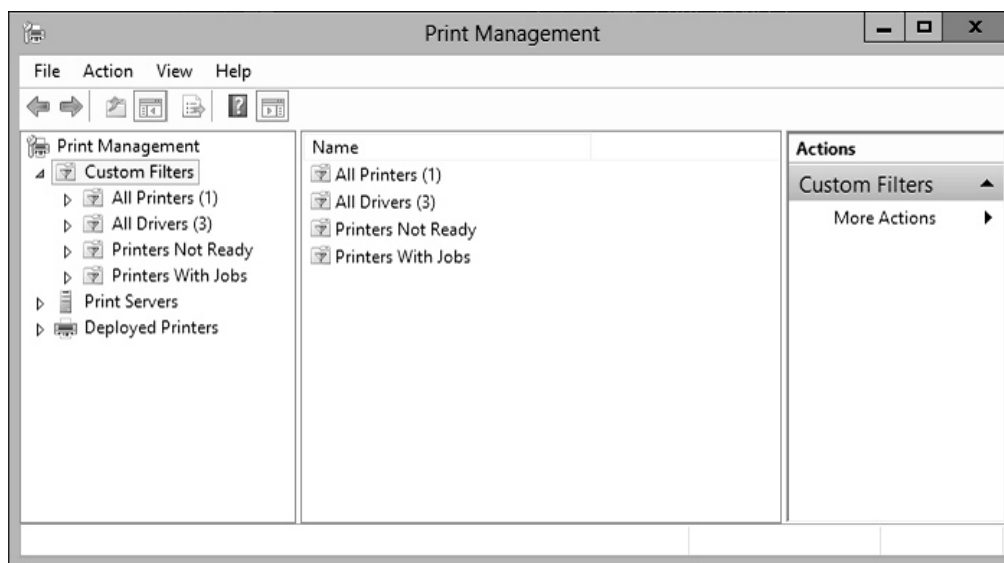 Print Management
File Action View Help
Print Management
Custom Filters
All Printers (1)
All Drivers (3)
Printers Not Ready
Printers With Jobs
Print Servers
Deployed Printers
Name
All Printers (1)
All Drivers (3)
Printers Not Ready
Printers With Jobs
Actions
Custom Filters
More Actions